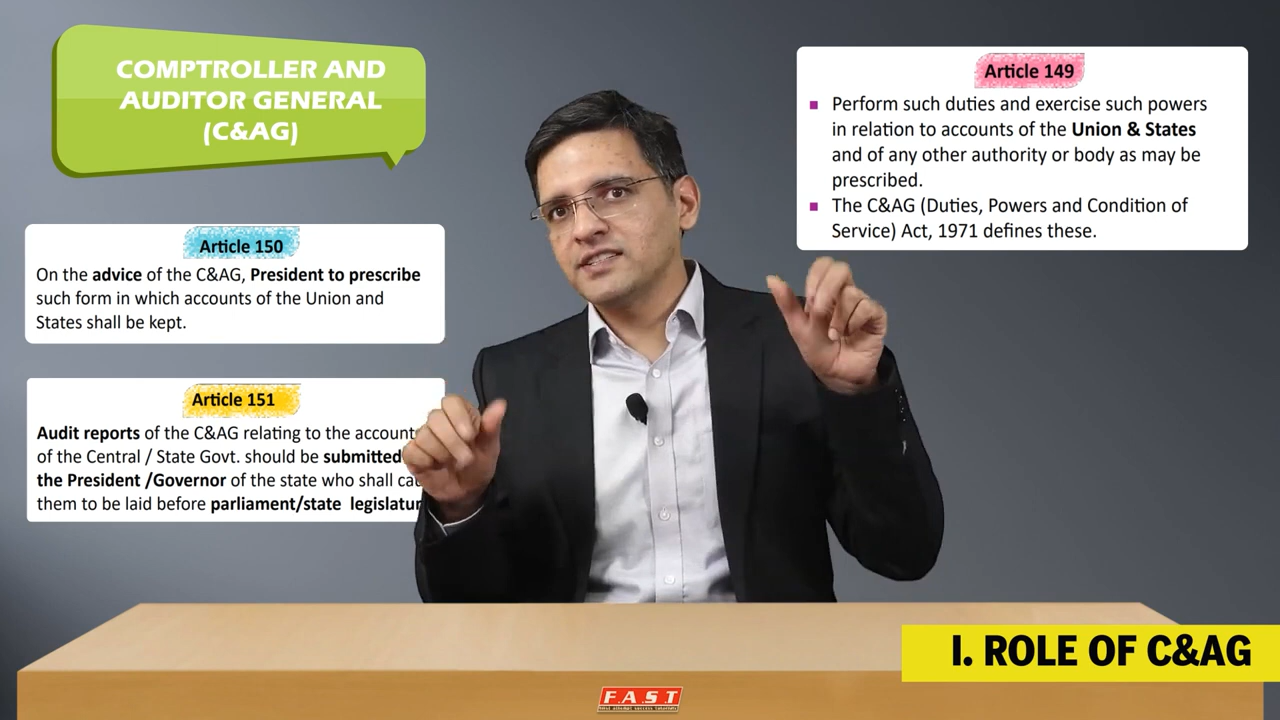 COMPTROLLER AND
AUDITOR GENERAL
(C&AG)
Article 150
On the advice of the C&AG, President to prescribe
such form in which accounts of the Union and
States shall be kept.
Article 151
Audit reports of the C&AG relating to the account
of the Central / State Govt. should be submitted
the President /Governor of the state who shall
them to be laid before parliament/state
Article 149
▪ Perform such duties and exercise such powers
in relation to accounts of the Union & States
and of any other authority or body as may be
prescribed.
▪ The C&AG (Duties, Powers and Condition of
Service) Act, 1971 defines these.
I. ROLE OF C&AG
F.A.S.T